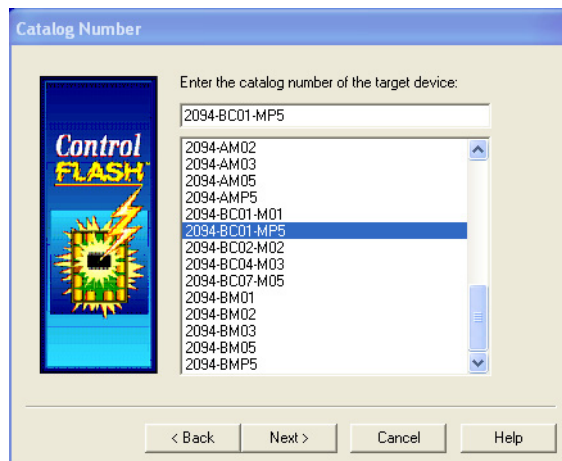 Catalog Number
Enter the catalog number of the target device:
2094-BC01-MP5
Control
FLASH
2094-AM02
2094-AM03
2094-AM05
2094-AMP5
2094-BC01-M01
2094-BC01-MP5
2094-BC02-M02
2094-BC04-M03
2094-BC07-M05
2094-BM01
2094-BM02
2094-BM03
2094-BM05
2094-BMP5
< Back
Next >
Cancel
Help